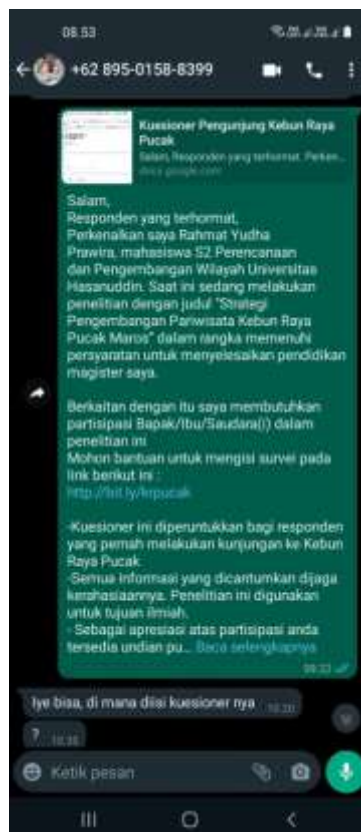 08.53
+62 895-0158-8399
Kuesioner Pengunjung Kebun Raya
Pucak
Salam, Responden yang terhormat, Perken...
docs.google.com
Salam,
Responden yang terhormat,
Perkenalkan saya Rahmat Yudha
Prawira, mahasiswa S2 Perencanaan
dan Pengembangan Wilayah Universitas
Hasanuddin. Saat ini sedang melakukan
penelitian dengan judul "Strategi
Pengembangan Pariwisata Kebun Raya
Pucak Maros" dalam rangka memenuhi
persyaratan untuk menyelesaikan pendidikan
magister saya.
Berkaitan dengan itu saya membutuhkan
partisipasi Bapak/Ibu/Saudara(i) dalam
penelitian ini
Mohon bantuan untuk mengisi survei pada
link berikut ini :
http://bit.ly/krpucak
-Kuesioner ini diperuntukkan bagi responden
yang pernah melakukan kunjungan ke Kebun
Raya Pucak
-Semua informasi yang dicantumkan dijaga
kerahasiaannya. Penelitian ini digunakan
untuk tujuan ilmiah.
- Sebagai apresiasi atas partisipasi anda
tersedia undian pu... Baca selengkapnya
Iye bisa, di mana diisi kuesioner nya
?
Ketik pesan